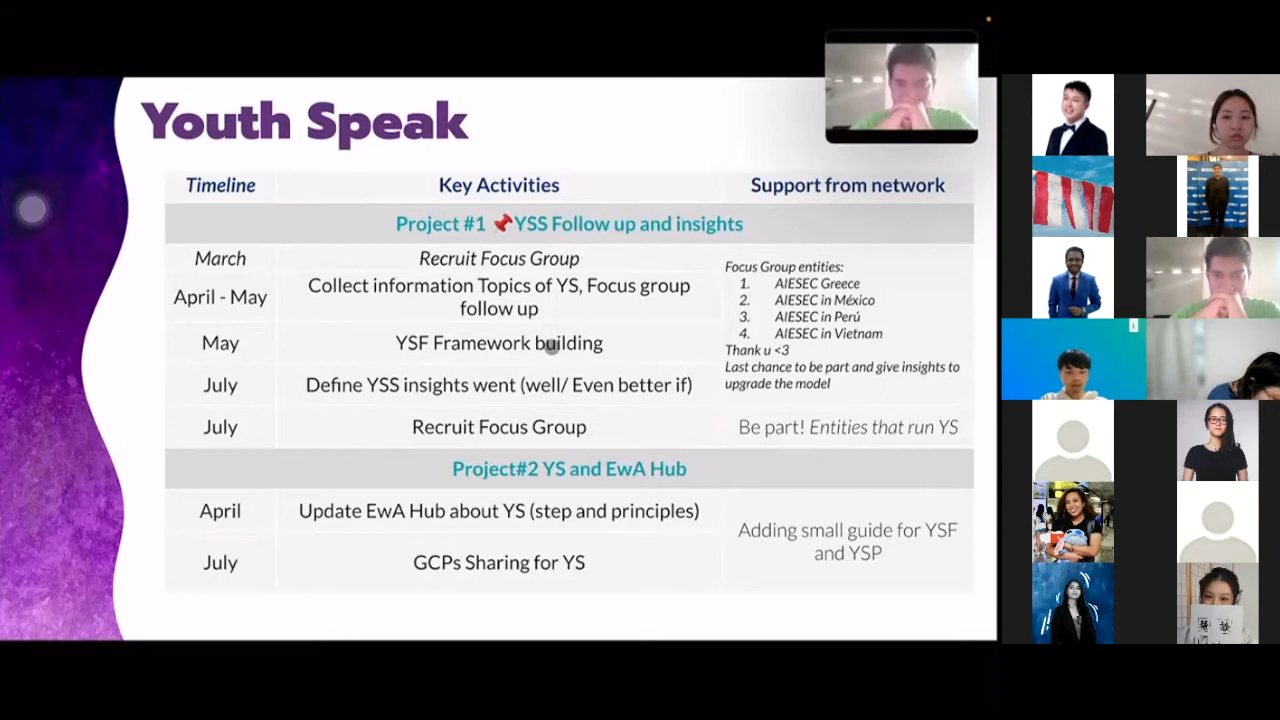 Youth Speak
Timeline Key Activities Support from network
Project #1 📌YSS Follow up and insights
March Recruit Focus Group
April - May Collect information Topics of YS, Focus group
follow up
May YSF Framework building
July Define YSS insights went (well/ Even better if)
Focus Group entities:
1. AIESEC Greece
2. AIESEC in México
3. AIESEC in Perú
4. AIESEC in Vietnam
Thank u <3
Last chance to be part and give insights to
upgrade the model
July Recruit Focus Group Be part! Entities that run YS
Project#2 YS and EwA Hub
April Update EwA Hub about YS (step and principles)
July GCPs Sharing for YS
Adding small guide for YSF
and YSP